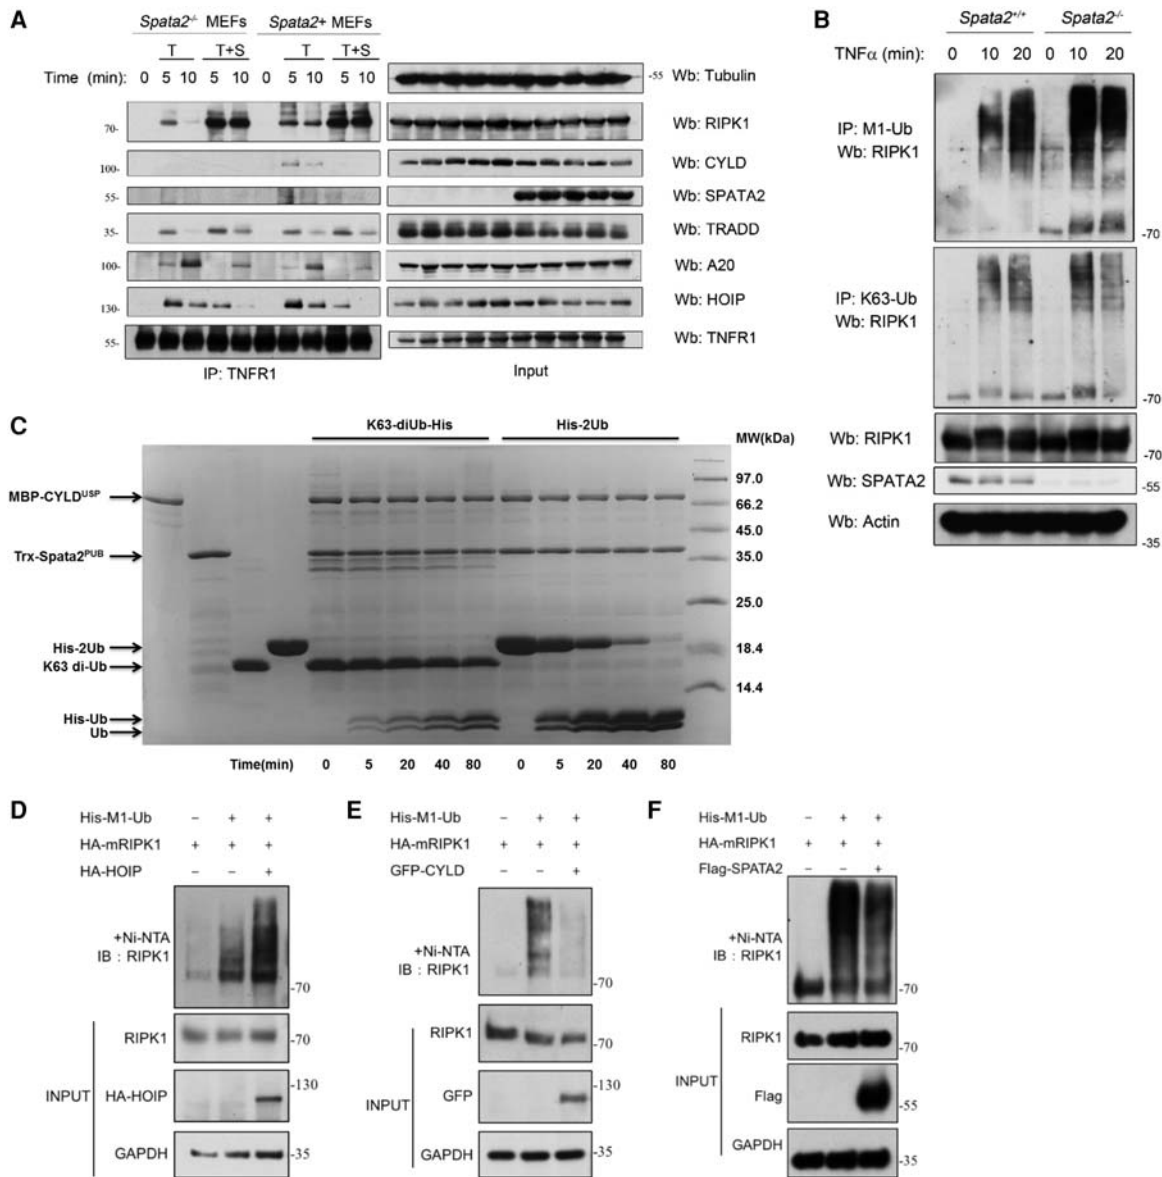 A
Spata2-/- MEFs Spata2+ MEFs
T T+S T T+S
Time (min): 0 5 10 5 10 0 5 10 5 10
-55 Wb: Tubulin
70- Wb: RIPK1
100- Wb: CYLD
55- Wb: SPATA2
35- Wb: TRADD
100- Wb: A20
130- Wb: HOIP
55- Wb: TNFR1
IP: TNFR1 Input
B
Spata2+/+ Spata2-/-
TNFα (min): 0 10 20 0 10 20
IP: M1-Ub
Wb: RIPK1
-70
IP: K63-Ub
Wb: RIPK1
-70
Wb: RIPK1
-70
Wb: SPATA2
-55
Wb: Actin
-35
C
K63-diUb-His His-2Ub MW(kDa)
MBP-CYLDUSP
97.0
66.2
45.0
Trx-Spata2PUB
35.0
25.0
His-2Ub 18.4
K63 di-Ub
14.4
His-Ub
Ub
Time(min) 0 5 20 40 80 0 5 20 40 80
D
His-M1-Ub – + +
HA-mRIPK1 + + +
HA-HOIP – – +
+Ni-NTA
IB : RIPK1
-70
RIPK1 -70
INPUT
HA-HOIP -130
GAPDH -35
E
His-M1-Ub – + +
HA-mRIPK1 + + +
GFP-CYLD – – +
+Ni-NTA
IB : RIPK1
-70
RIPK1 -70
INPUT
GFP -130
GAPDH -35
F
His-M1-Ub – + +
HA-mRIPK1 + + +
Flag-SPATA2 – – +
+Ni-NTA
IB : RIPK1
-70
RIPK1 -70
INPUT
Flag -55
GAPDH -35